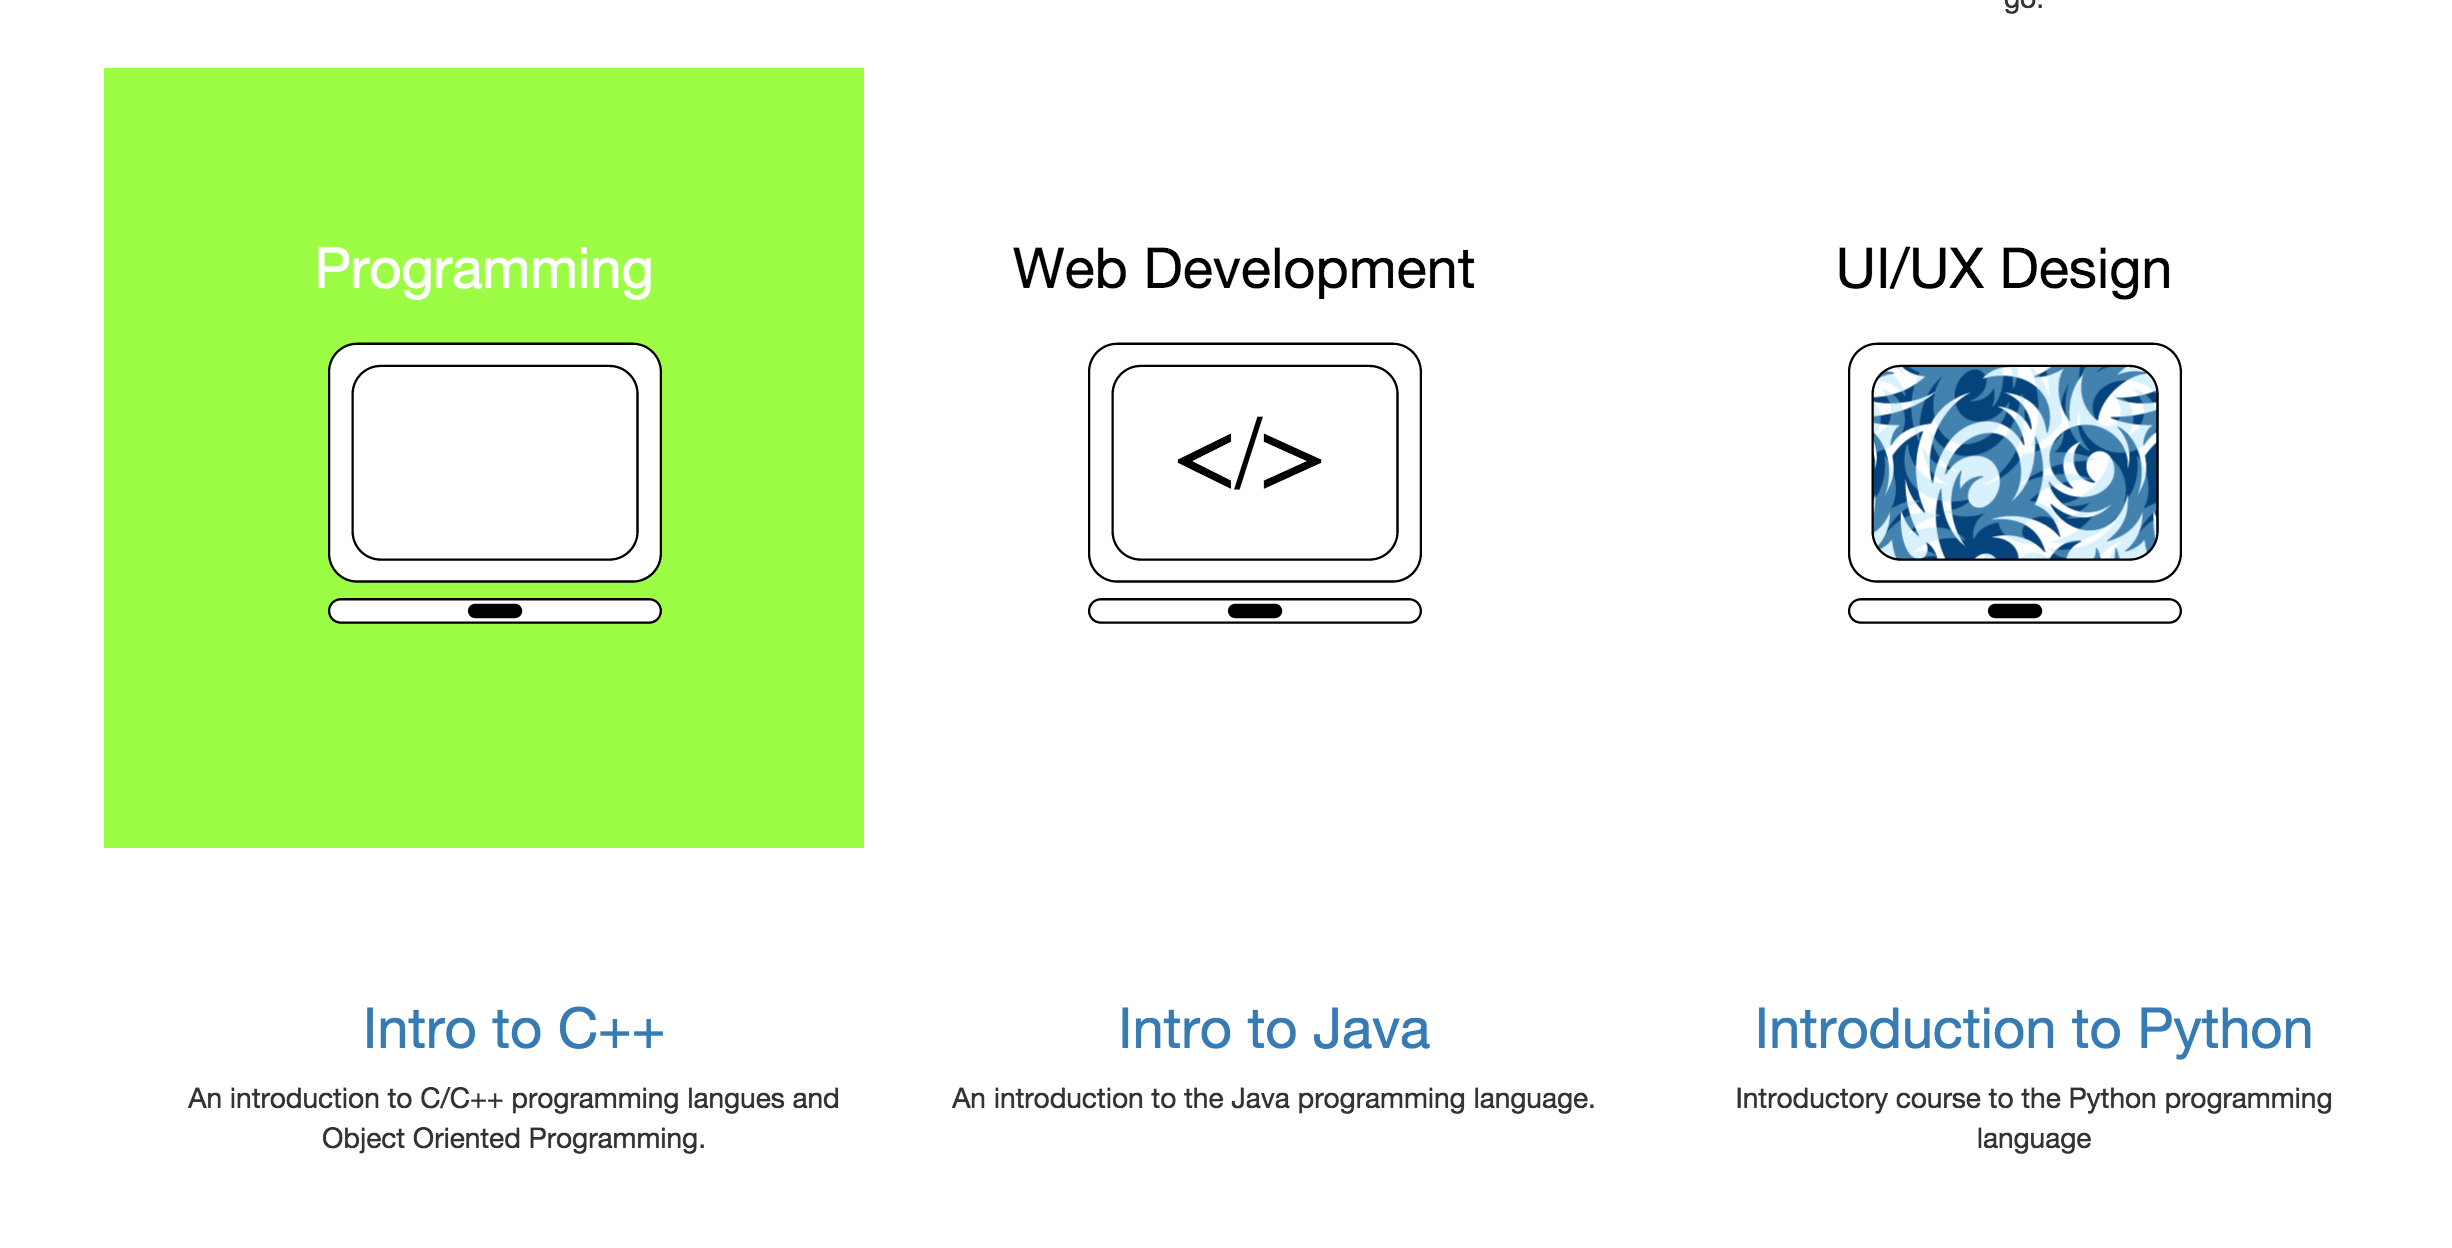 go.
Programming
Web Development
UI/UX Design
</>
Intro to C++
Intro to Java
Introduction to Python
An introduction to C/C++ programming langues and
Object Oriented Programming.
An introduction to the Java programming language.
Introductory course to the Python programming
language